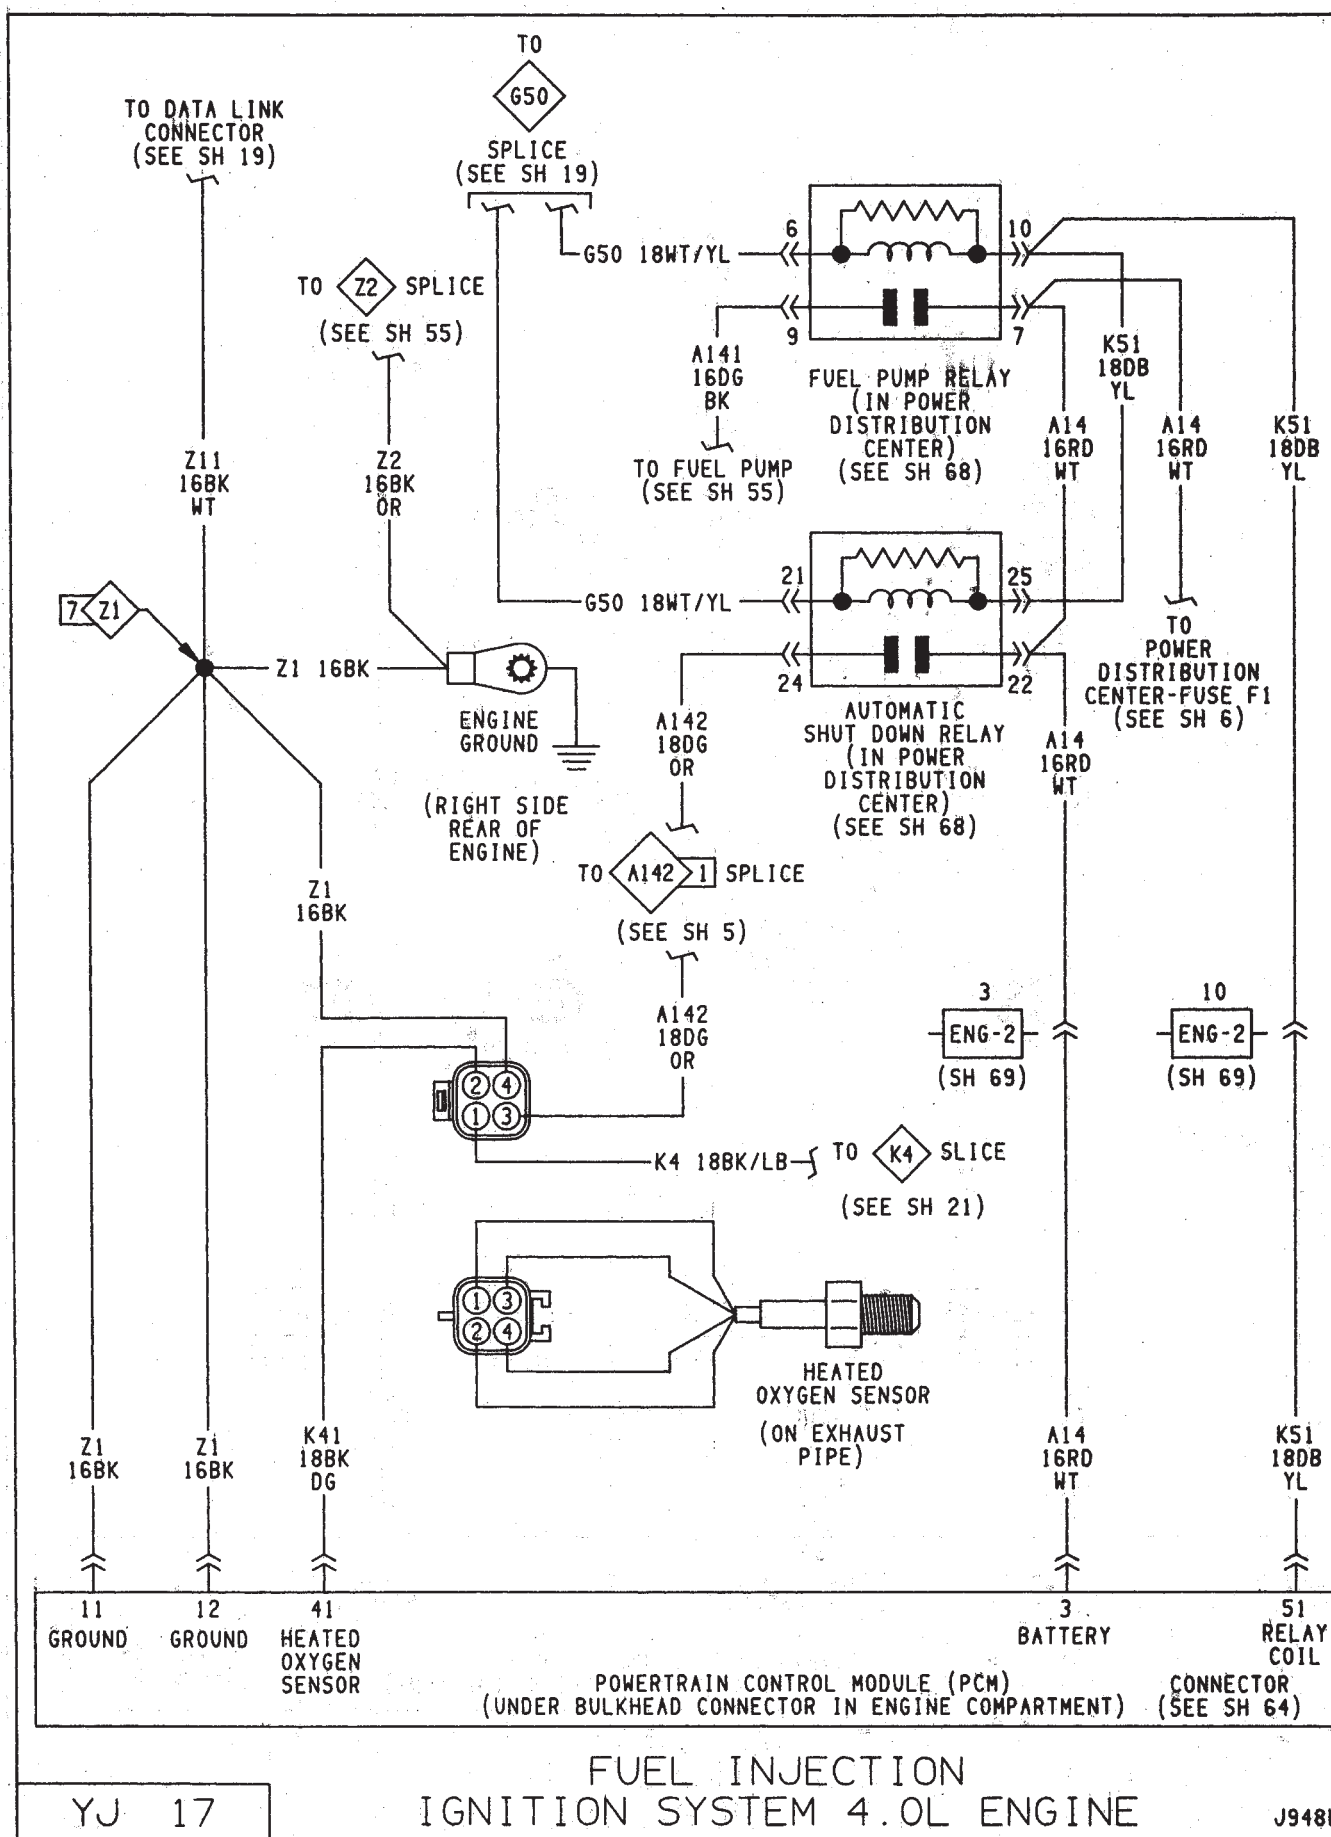 TO
G50
SPLICE
(SEE SH 19)
TO DATA LINK
CONNECTOR
(SEE SH 19)
TO Z2 SPLICE
(SEE SH 55)
6
10
G50 18WT/YL
9
7
A141
16DG
BK
FUEL PUMP RELAY
(IN POWER
DISTRIBUTION
CENTER)
(SEE SH 68)
K51
18DB
YL
TO FUEL PUMP
(SEE SH 55)
Z11
16BK
WT
Z2
16BK
OR
A14
16RD
WT
A14
16RD
WT
K51
18DB
YL
7 Z1
21
25
G50 18WT/YL
24
22
Z1 16BK
ENGINE
GROUND
(RIGHT SIDE
REAR OF
ENGINE)
A142
18DG
OR
AUTOMATIC
SHUT DOWN RELAY
(IN POWER
DISTRIBUTION
CENTER)
(SEE SH 68)
A14
16RD
WT
TO
POWER
DISTRIBUTION
CENTER-FUSE F1
(SEE SH 6)
TO A142 1 SPLICE
(SEE SH 5)
Z1
16BK
A142
18DG
OR
3
ENG-2
(SH 69)
10
ENG-2
(SH 69)
2 4
1 3
K4 18BK/LB
TO K4 SLICE
(SEE SH 21)
1 3
2 4
HEATED
OXYGEN SENSOR
(ON EXHAUST
PIPE)
Z1
16BK
Z1
16BK
K41
18BK
DG
A14
16RD
WT
K51
18DB
YL
11
GROUND
12
GROUND
41
HEATED
OXYGEN
SENSOR
3
BATTERY
51
RELAY
COIL
POWERTRAIN CONTROL MODULE (PCM)
(UNDER BULKHEAD CONNECTOR IN ENGINE COMPARTMENT)
CONNECTOR
(SEE SH 64)
YJ 17
FUEL INJECTION
IGNITION SYSTEM 4.0L ENGINE